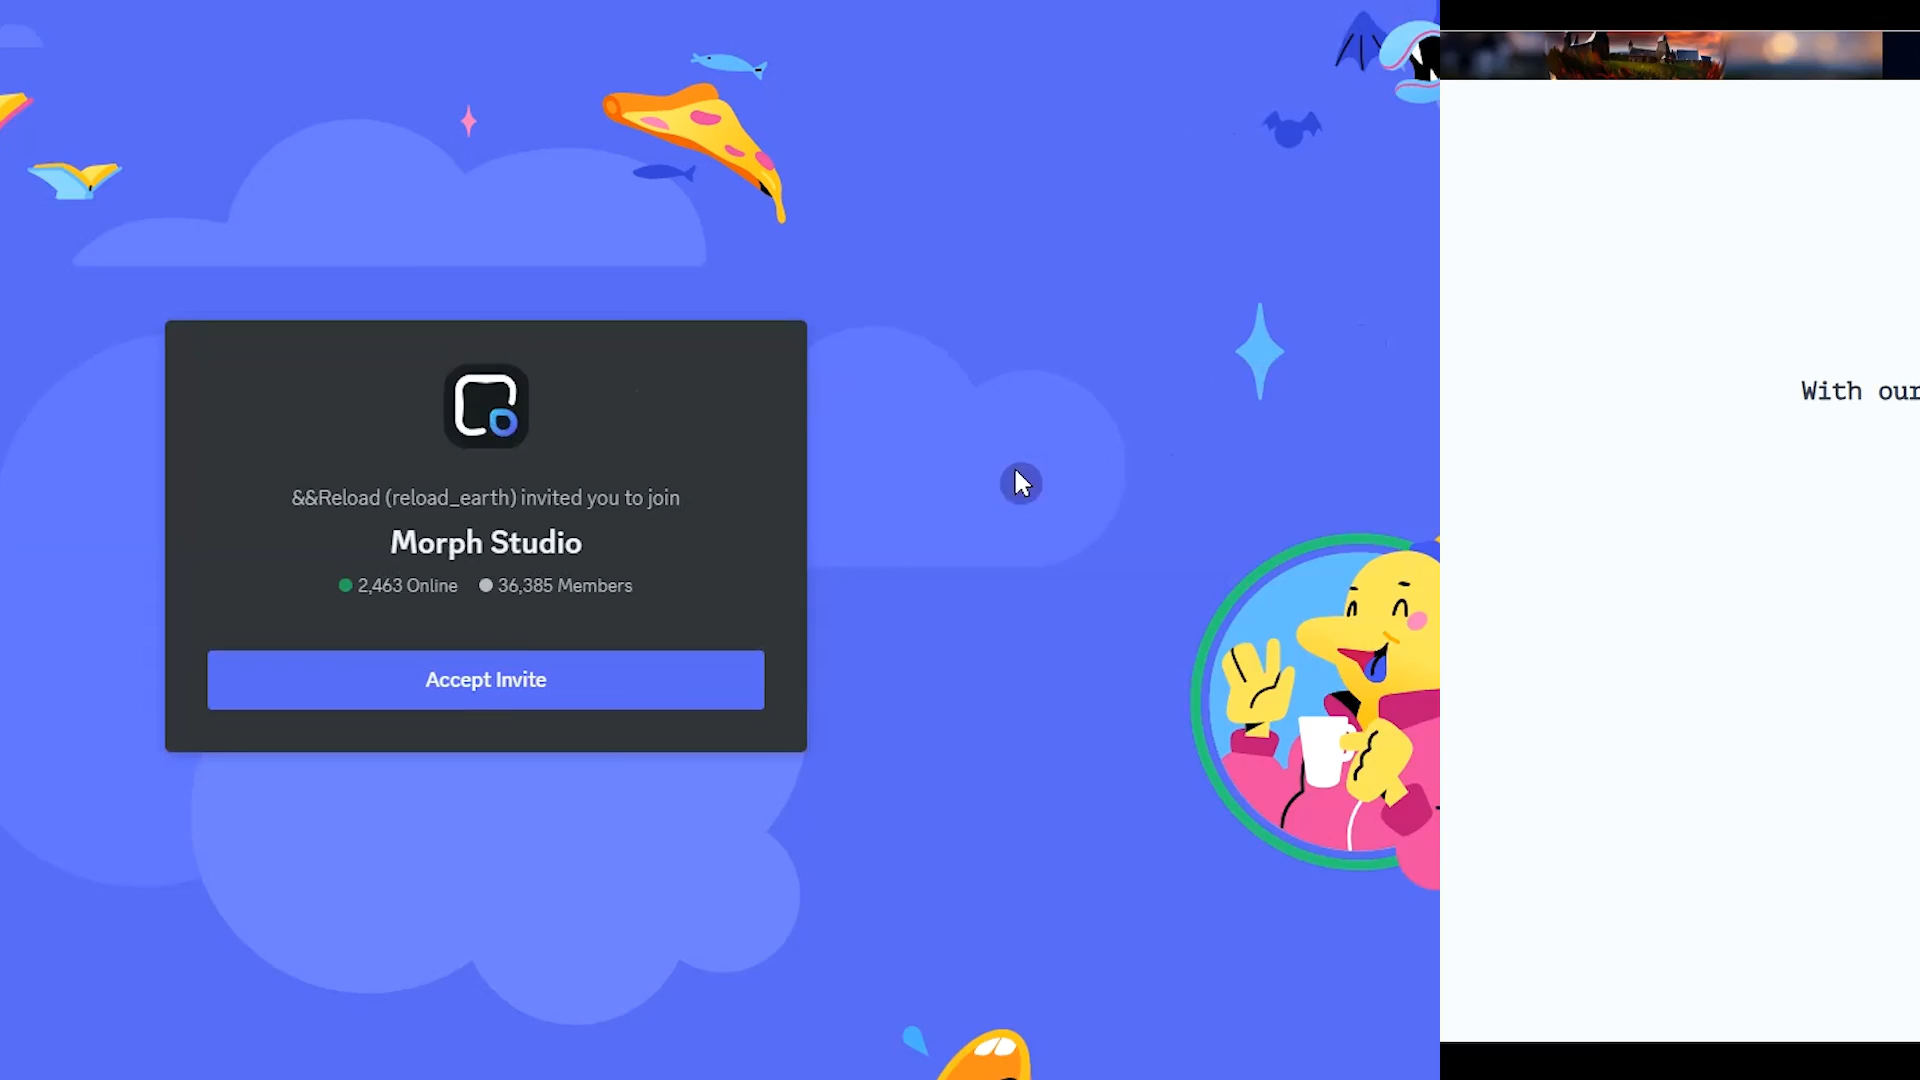 &&Reload (reload_earth) invited you to join
Morph Studio
2,463 Online 36,385 Members
Accept Invite
With our